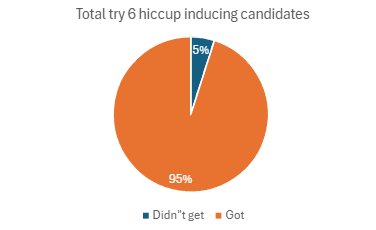 Total try 6 hiccup inducing candidates
5%
95%
Didn"t get Got